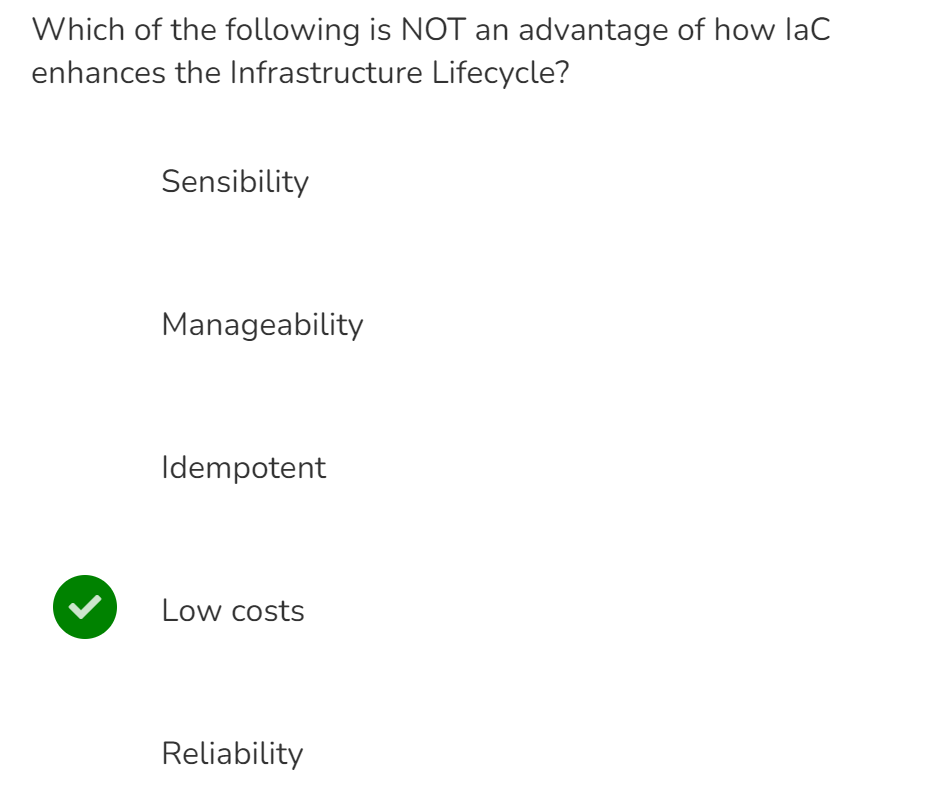 Which of the following is NOT an advantage of how IaC
enhances the Infrastructure Lifecycle?
Sensibility
Manageability
Idempotent
Low costs
Reliability